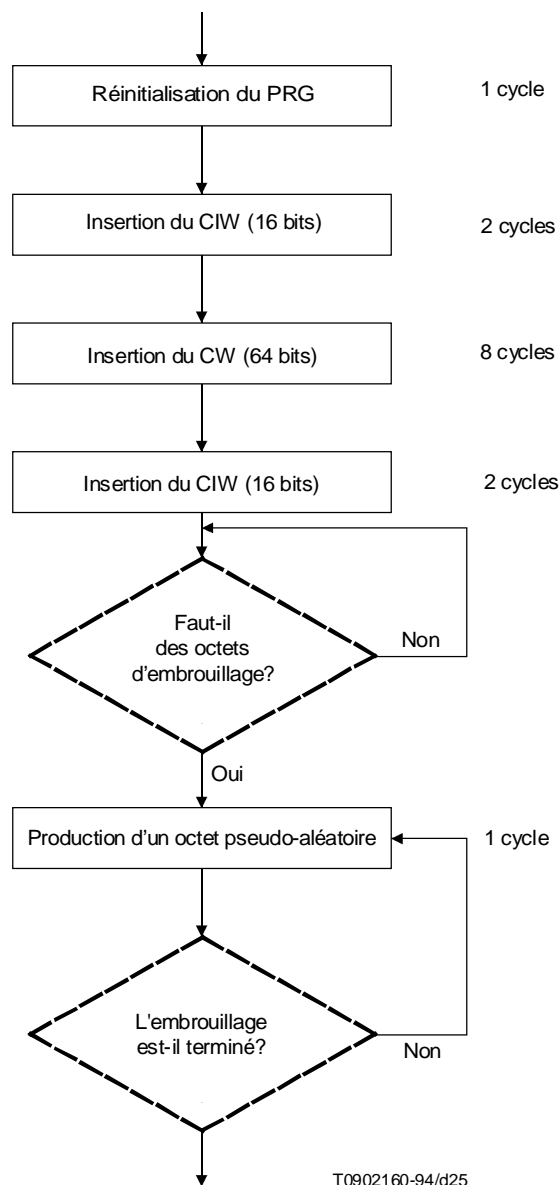 Réinitialisation du PRG
1 cycle
Insertion du CIW (16 bits)
2 cycles
Insertion du CW (64 bits)
8 cycles
Insertion du CIW (16 bits)
2 cycles
Faut-il
des octets
d'embrouillage?
Non
Oui
Production d'un octet pseudo-aléatoire
1 cycle
L'embrouillage
est-il terminé?
Non
T0902160-94/d25